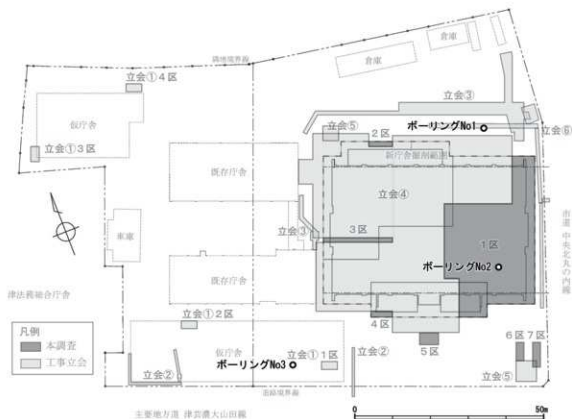 隣地境界線
倉庫
倉庫
立会①4区
立会③
仮庁舎
立会①3区
立会⑤
ボーリングNo1
立会⑥
2区
新庁舎掘削範囲
既存庁舎
立会④
市道 中央北丸の内線
車庫
立会③
3区
1区
ボーリングNo2
津法務総合庁舎
既存庁舎
凡例
本調査
工事立会
立会①2区
仮庁舎
立会②
ボーリングNo3
立会①1区
立会②
4区
5区
6区
7区
立会⑤
道路境界線
主要地方道 津芸濃大山田線
0
50m